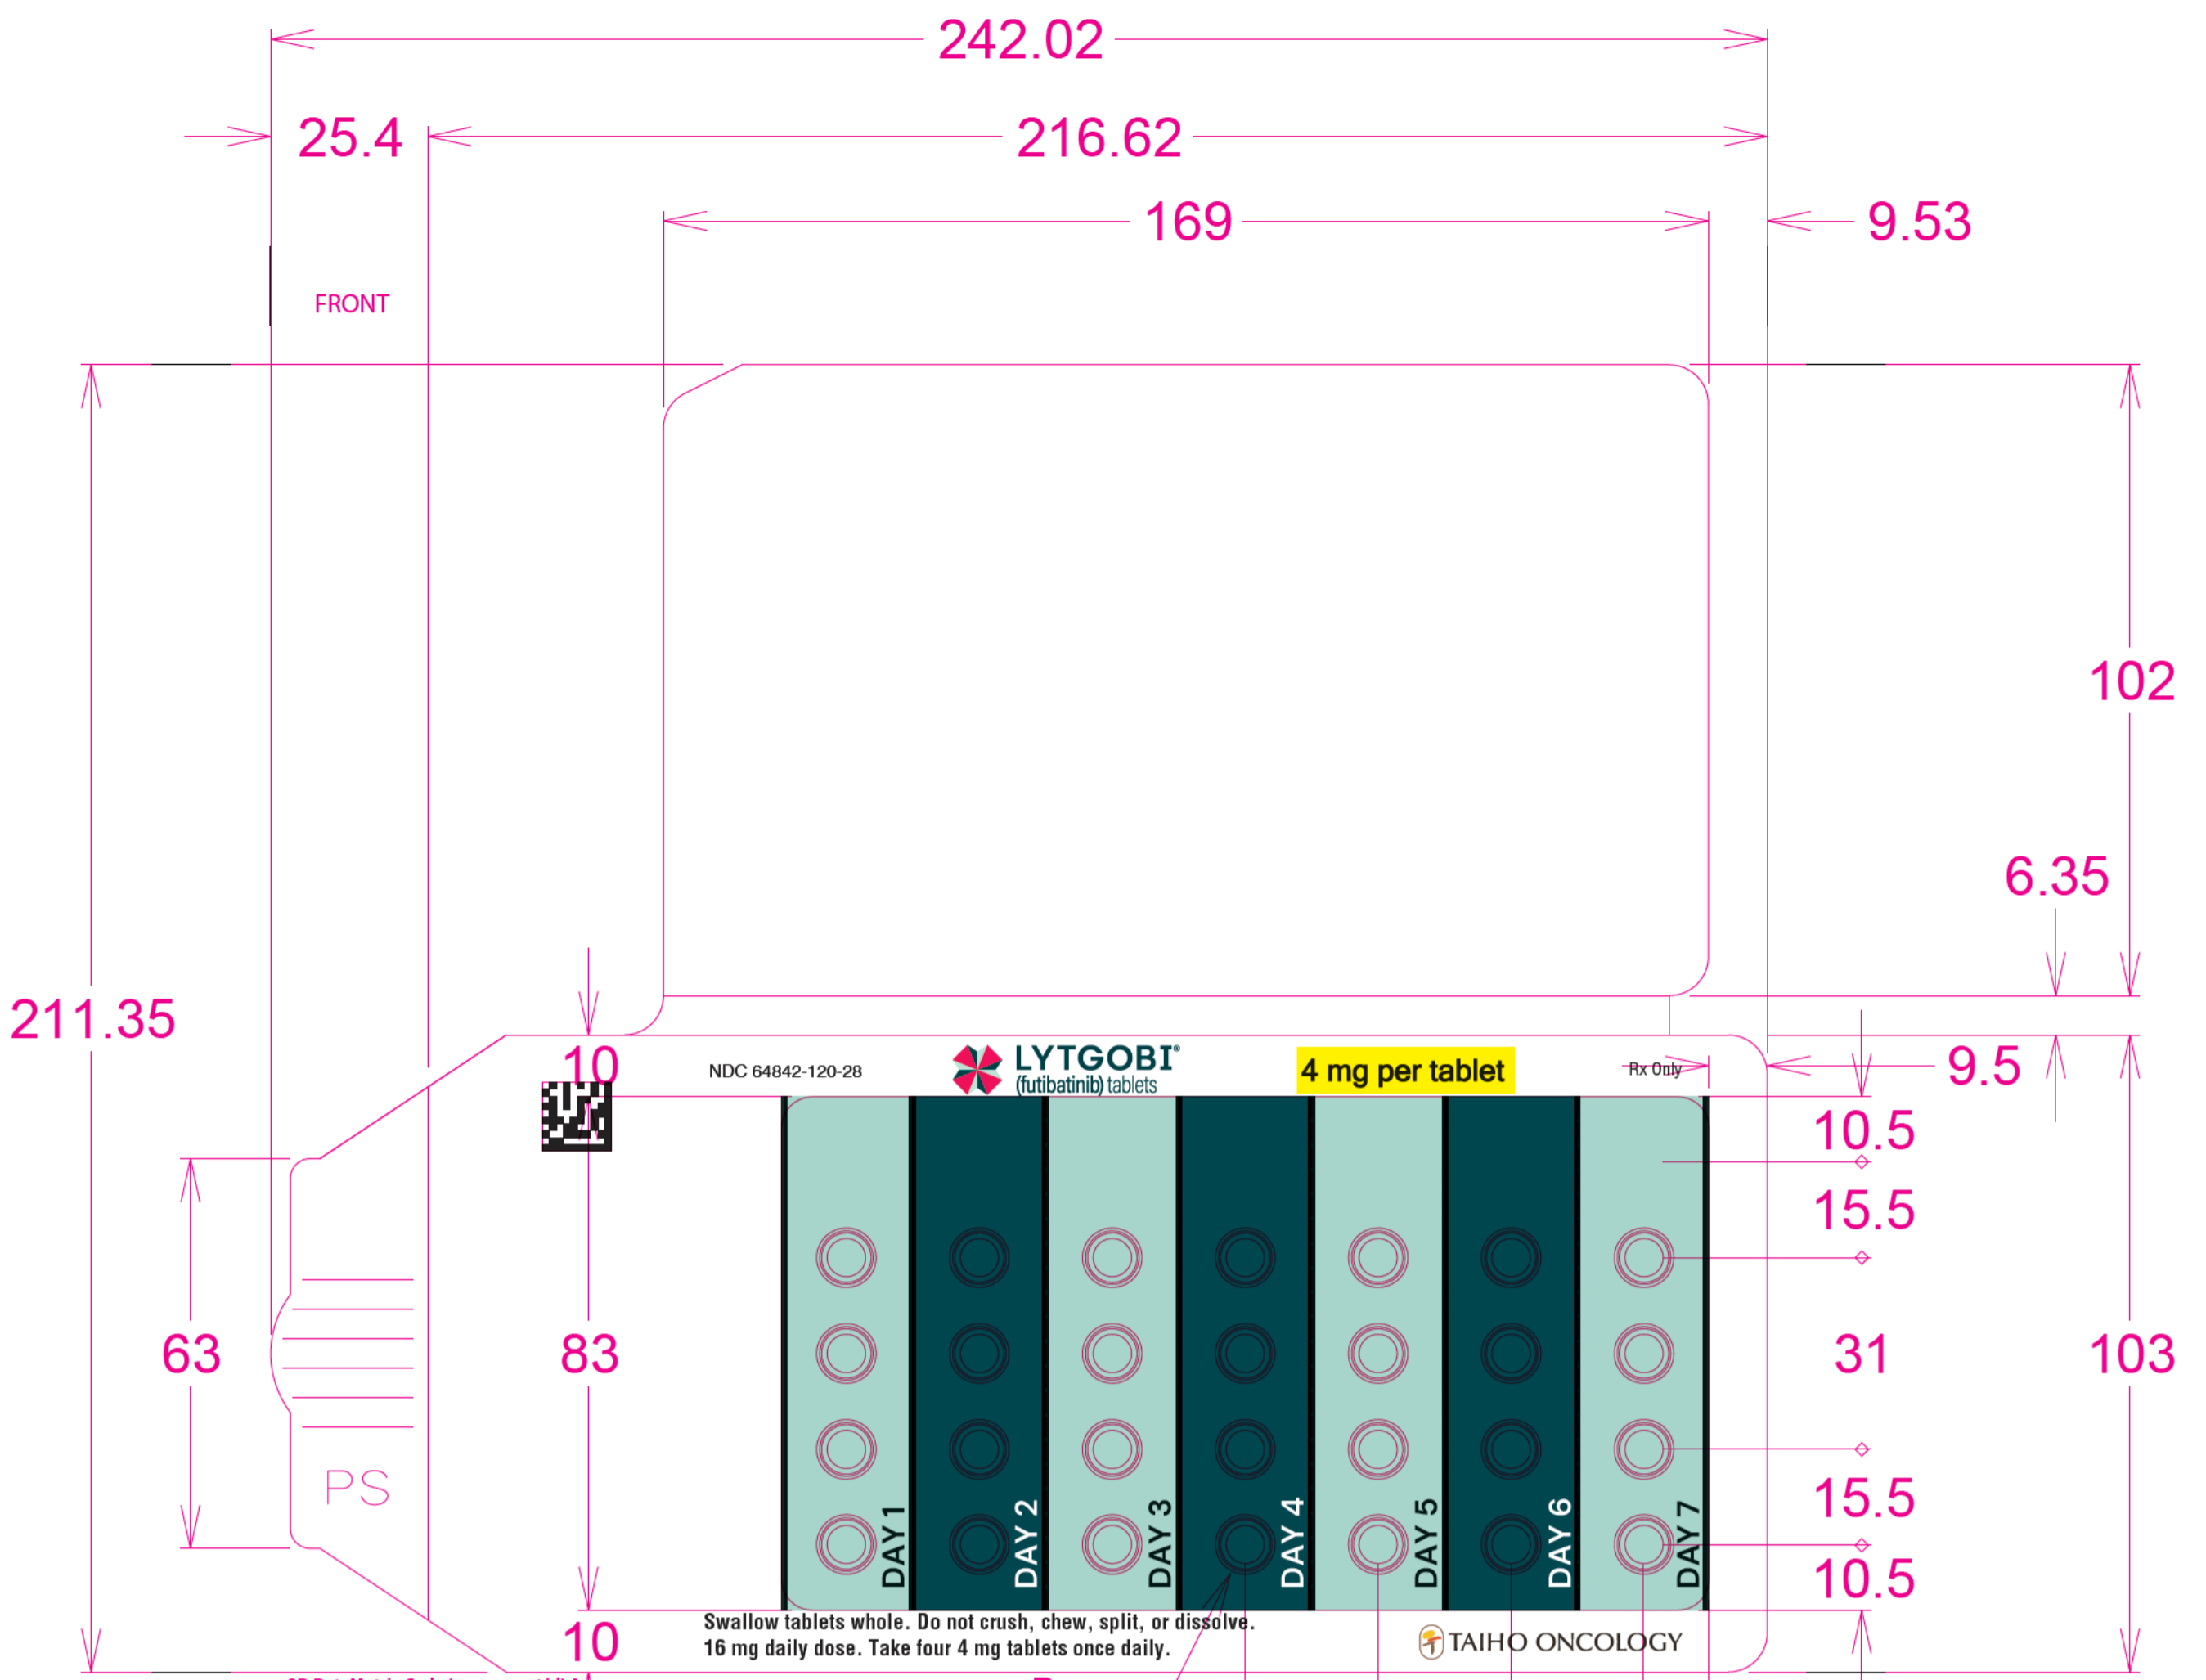 242.02
25.4
216.62
169
9.53
FRONT
102
6.35
211.35
10
NDC 64842-120-28
LYTGOBI®
(futibatinib) tablets
4 mg per tablet
Rx Only
9.5
10.5
15.5
63
83
31
103
PS
DAY 1
DAY 2
DAY 3
DAY 4
DAY 5
DAY 6
DAY 7
15.5
10.5
10
Swallow tablets whole. Do not crush, chew, split, or dissolve.
16 mg daily dose. Take four 4 mg tablets once daily.
TAIHO ONCOLOGY